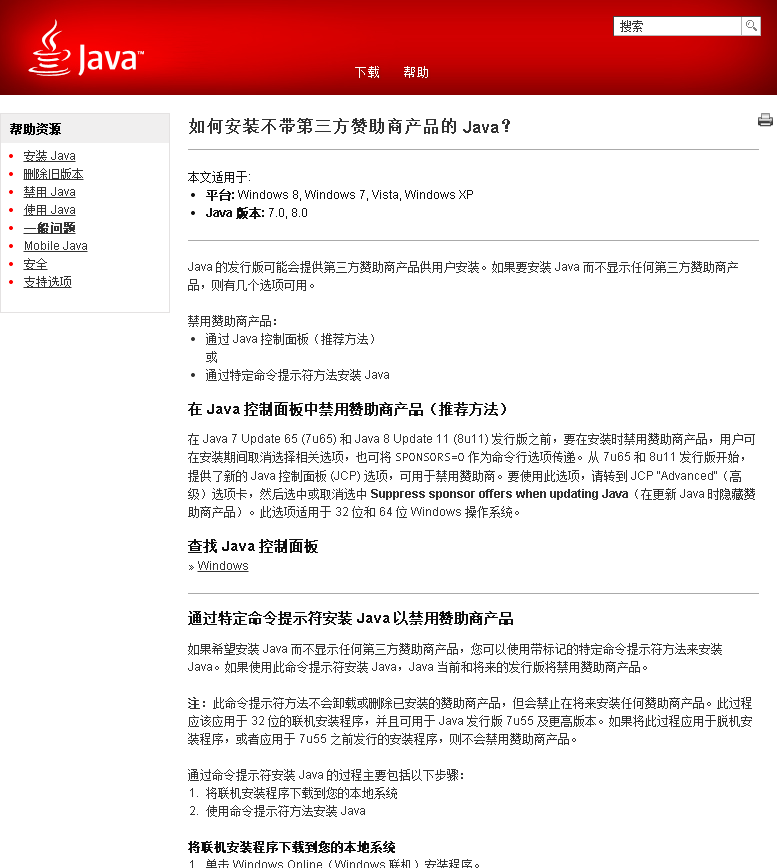 搜索
Java™
下载 帮助
帮助资源
安装 Java
删除旧版本
禁用 Java
使用 Java
一般问题
Mobile Java
安全
支持选项
如何安装不带第三方赞助商产品的 Java？
本文适用于:
平台: Windows 8, Windows 7, Vista, Windows XP
Java 版本: 7.0, 8.0
Java 的发行版可能会提供第三方赞助商产品供用户安装。如果要安装 Java 而不显示任何第三方赞助商产
品，则有几个选项可用。
禁用赞助商产品：
通过 Java 控制面板（推荐方法）
或
通过特定命令提示符方法安装 Java
在 Java 控制面板中禁用赞助商产品（推荐方法）
在 Java 7 Update 65 (7u65) 和 Java 8 Update 11 (8u11) 发行版之前，要在安装时禁用赞助商产品，用户可
在安装期间取消选择相关选项，也可将 SPONSORS=0 作为命令行选项传递。从 7u65 和 8u11 发行版开始，
提供了新的 Java 控制面板 (JCP) 选项，可用于禁用赞助商。要使用此选项，请转到 JCP "Advanced"（高
级）选项卡，然后选中或取消选中 Suppress sponsor offers when updating Java（在更新 Java 时隐藏赞
助商产品）。此选项适用于 32 位和 64 位 Windows 操作系统。
查找 Java 控制面板
» Windows
通过特定命令提示符安装 Java 以禁用赞助商产品
如果希望安装 Java 而不显示任何第三方赞助商产品，您可以使用带标记的特定命令提示符方法来安装
Java。如果使用此命令提示符安装 Java，Java 当前和将来的发行版将禁用赞助商产品。
注：此命令提示符方法不会卸载或删除已安装的赞助商产品，但会禁止在将来安装任何赞助商产品。此过程
应该应用于 32 位的联机安装程序，并且可用于 Java 发行版 7u55 及更高版本。如果将此过程应用于脱机安
装程序，或者应用于 7u55 之前发行的安装程序，则不会禁用赞助商产品。
通过命令提示符安装 Java 的过程主要包括以下步骤：
1. 将联机安装程序下载到您的本地系统
2. 使用命令提示符方法安装 Java
将联机安装程序下载到您的本地系统
1. 单击 Windows Online（Windows 联机）安装程序。